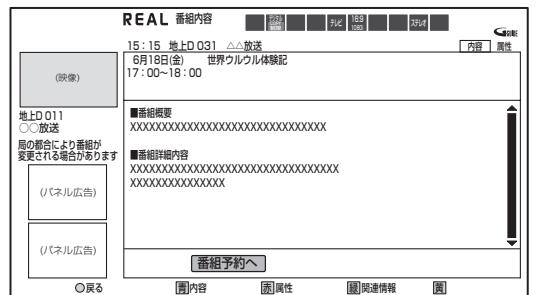 REAL 番組内容
テレビ 16:9 1080i ステレオ
G-GUIDE
15:15 地上D 031 △△放送
内容 属性
6月18日(金) 世界ウルウル体験記
17:00~18:00
(映像)
地上D 011
○○放送
局の都合により番組が
変更される場合があります
(パネル広告)
(パネル広告)
■番組概要
XXXXXXXXXXXXXXXXXXXXXXXXXXXXXXX
■番組詳細内容
XXXXXXXXXXXXXXXXXXXXXXXXXXXXXXXXX
XXXXXXXXXXXXXXX
番組予約へ
○戻る 青内容 赤属性 緑関連情報 黄